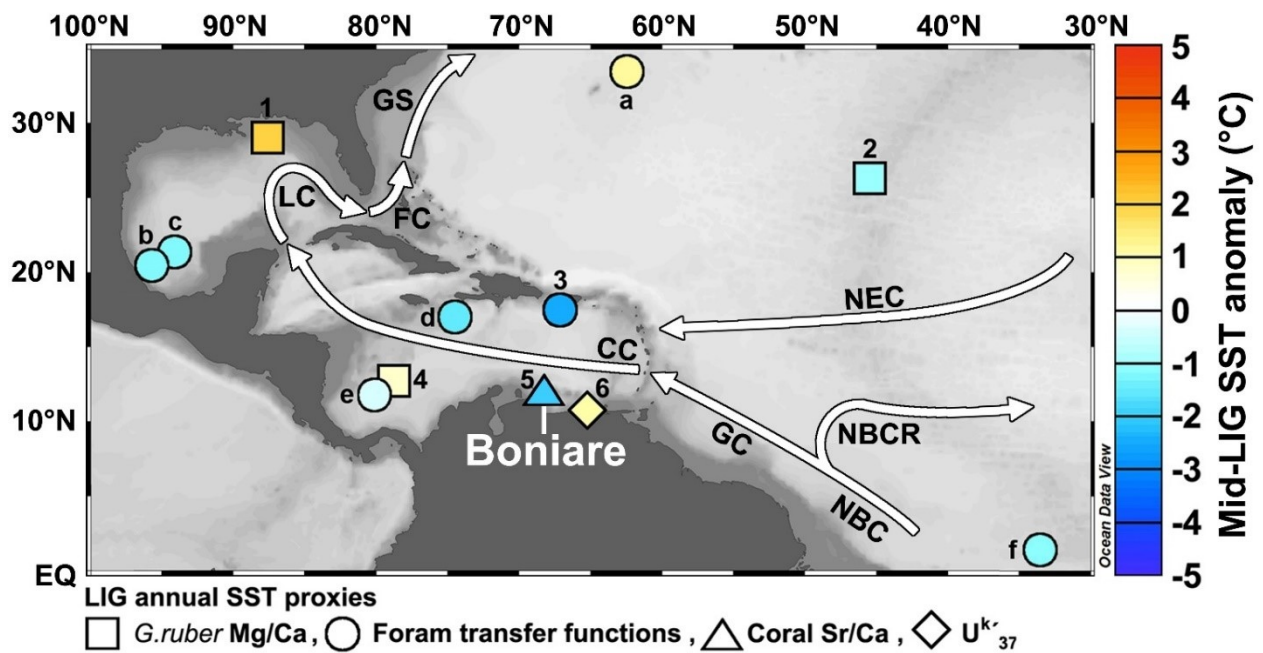 100°W 90°W 80°W 70°W 60°W 50°W 40°W 30°W
30°N
20°N
10°N
EQ
GS
a
1
2
LC
FC
b
c
NEC
3
d
CC
e
4
5
6
Boniare
GC
NBCR
NBC
f
Ocean Data View
5
4
3
2
1
0
-1
-2
-3
-4
-5
Mid-LIG SST anomaly (°C)
LIG annual SST proxies
G.ruber Mg/Ca , Foram transfer functions , Coral Sr/Ca , U^k´_37